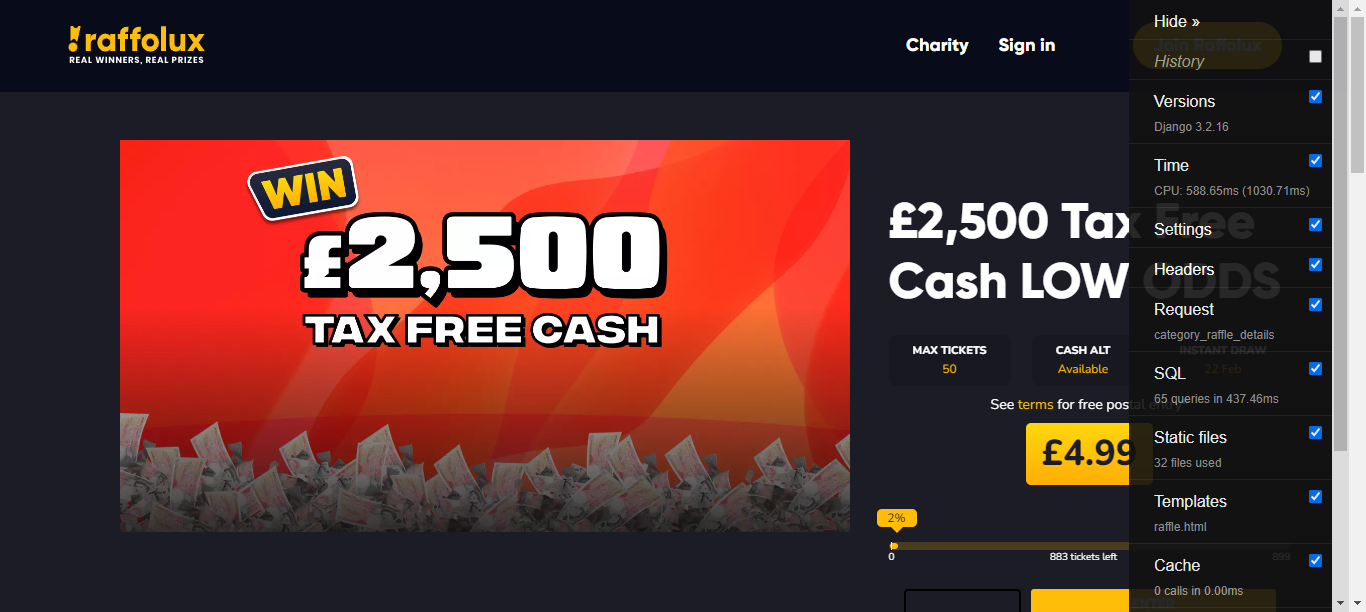 raffolux
REAL WINNERS, REAL PRIZES
Charity
Sign in
Join Raffolux
WIN
£2,500
TAX FREE CASH
£2,500 Tax Free
Cash LOW ODDS
MAX TICKETS
50
CASH ALT
Available
INSTANT DRAW
22 Feb
See terms for free postal entry
£4.99
2%
0
883 tickets left
899
ENTER
Hide »
History
Versions
Django 3.2.16
Time
CPU: 588.65ms (1030.71ms)
Settings
Headers
Request
category_raffle_details
SQL
65 queries in 437.46ms
Static files
32 files used
Templates
raffle.html
Cache
0 calls in 0.00ms